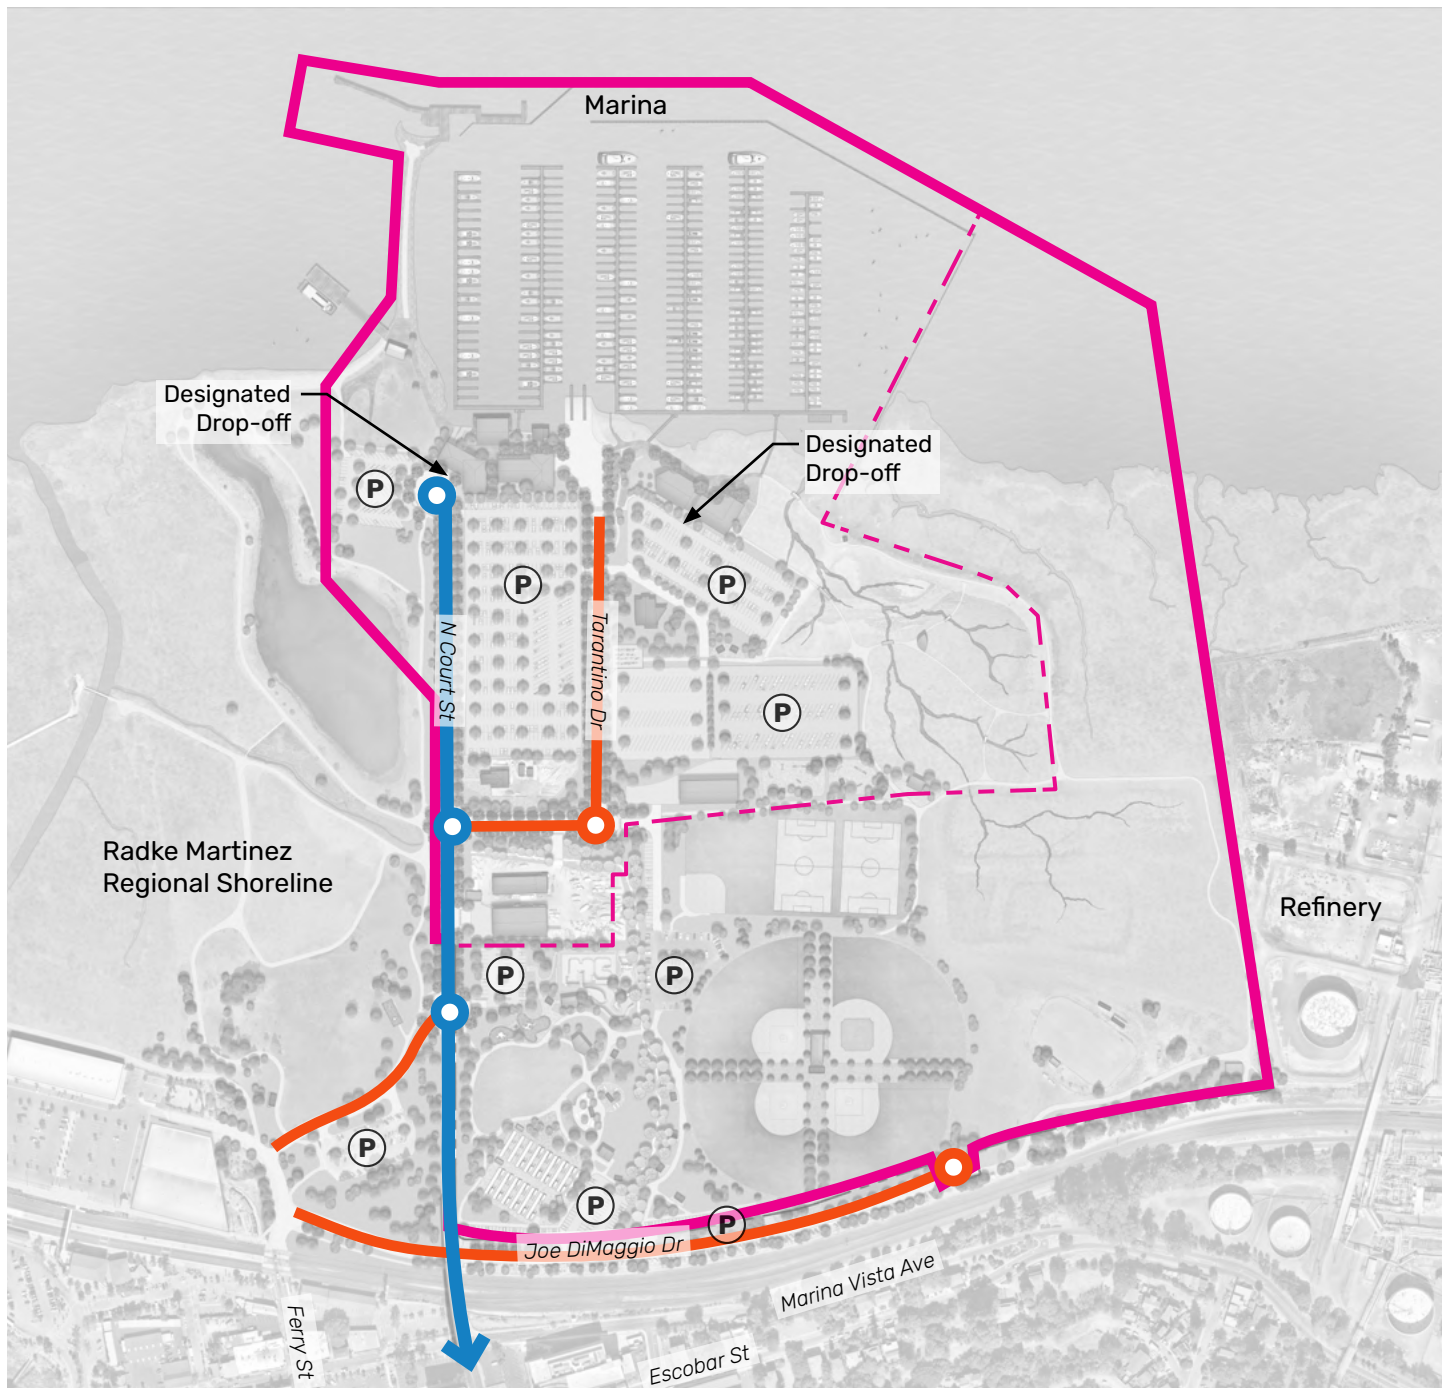 Marina
Designated
Drop-off
Designated
Drop-off
P
P
P
N Court St
Tarantino Dr
P
Radke Martinez
Regional Shoreline
Refinery
P
P
P
P
P
Joe DiMaggio Dr
Marina Vista Ave
Ferry St
Escobar St